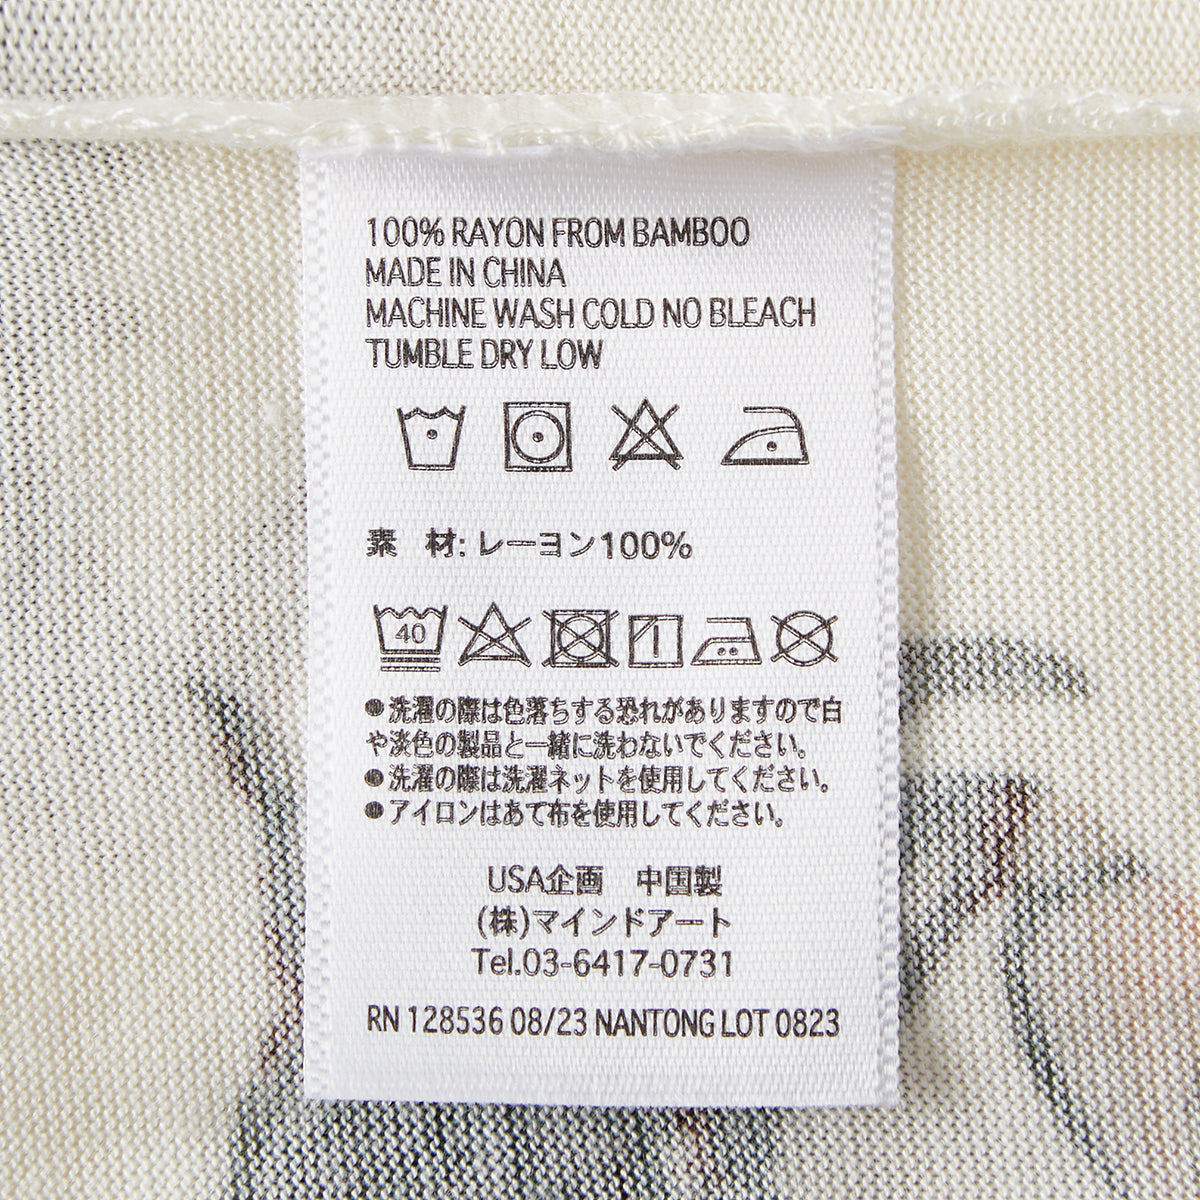 100% RAYON FROM BAMBOO
MADE IN CHINA
MACHINE WASH COLD NO BLEACH
TUMBLE DRY LOW
素 材: レーヨン100%
40
●洗濯の際は色落ちする恐れがありますので白
や淡色の製品と一緒に洗わないでください。
●洗濯の際は洗濯ネットを使用してください。
●アイロンはあて布を使用してください。
USA企画 中国製
(株)マインドアート
Tel.03-6417-0731
RN 128536 08/23 NANTONG LOT 0823